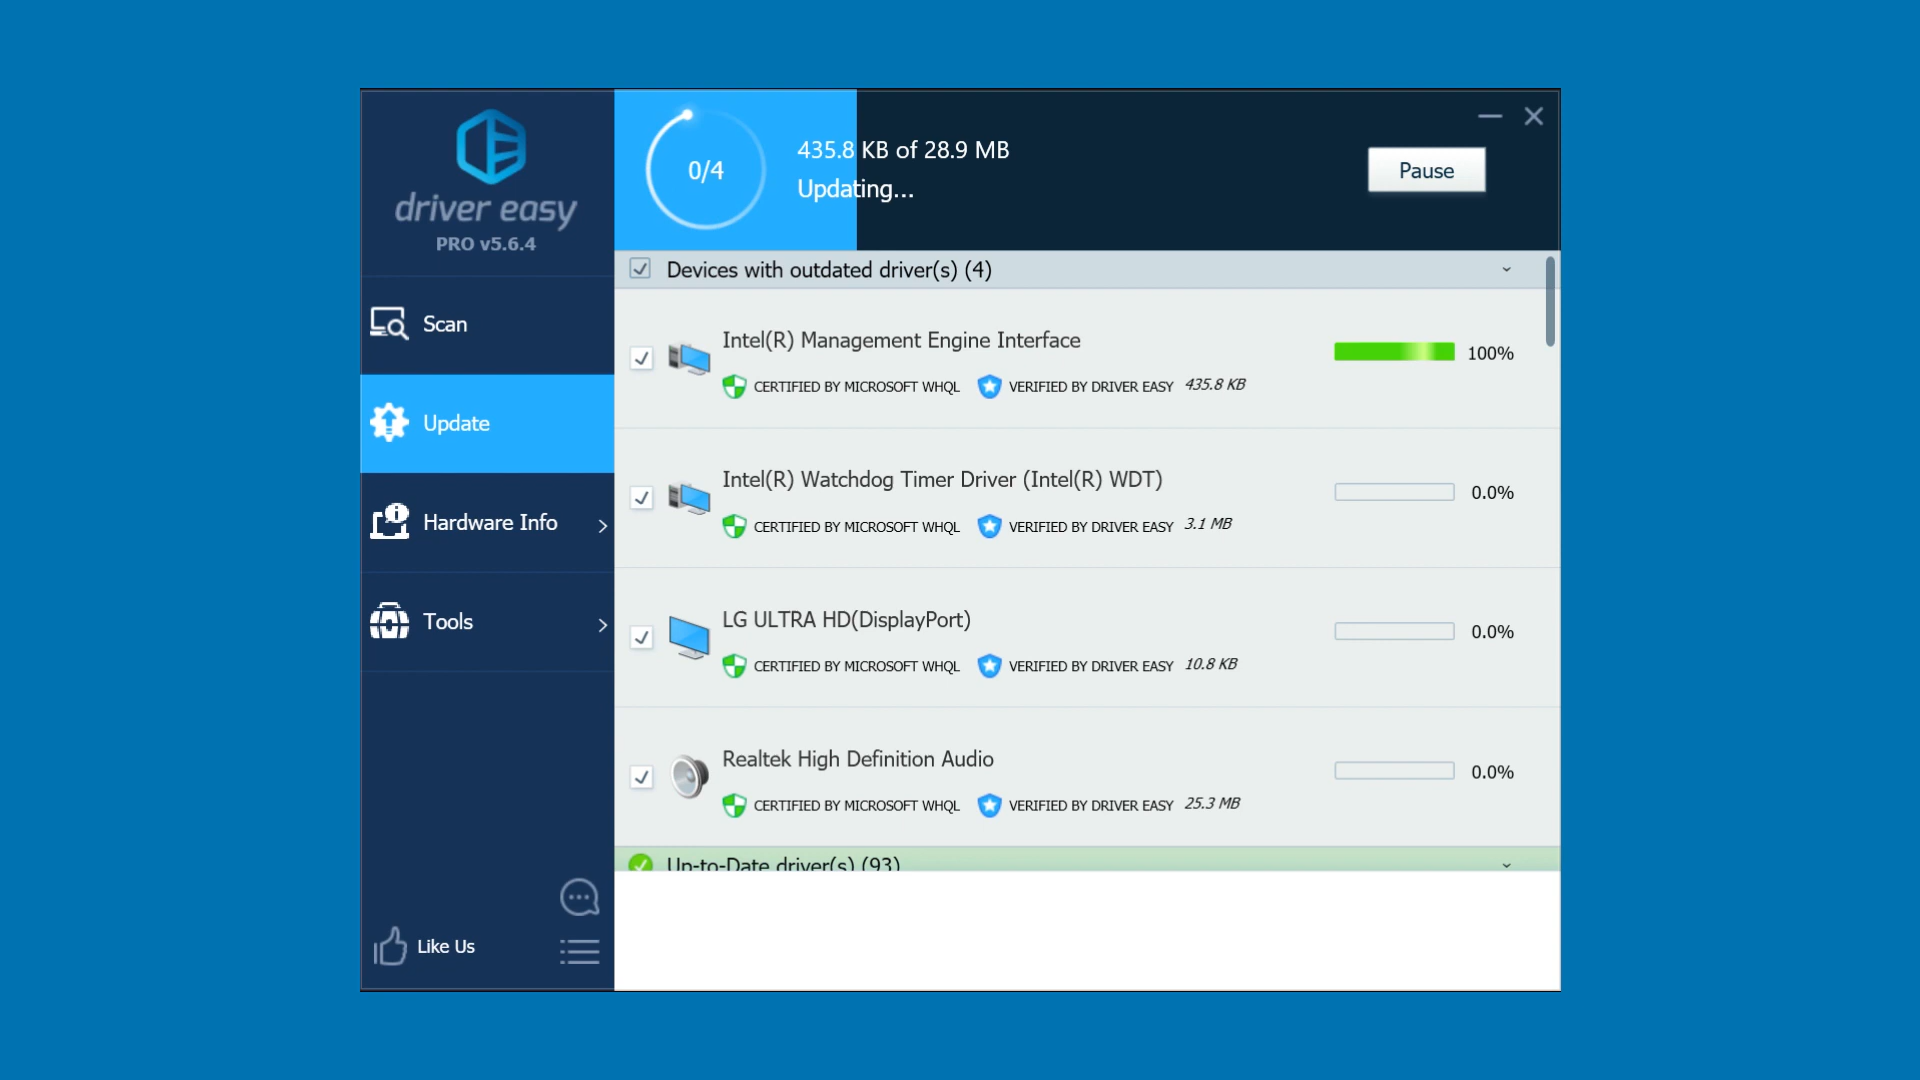 driver easy
PRO v5.6.4
Scan
Update
Hardware Info
Tools
Like Us
0/4
435.8 KB of 28.9 MB
Updating...
Pause
Devices with outdated driver(s) (4)
Intel(R) Management Engine Interface
100%
CERTIFIED BY MICROSOFT WHQL VERIFIED BY DRIVER EASY 435.8 KB
Intel(R) Watchdog Timer Driver (Intel(R) WDT)
0.0%
CERTIFIED BY MICROSOFT WHQL VERIFIED BY DRIVER EASY 3.1 MB
LG ULTRA HD(DisplayPort)
0.0%
CERTIFIED BY MICROSOFT WHQL VERIFIED BY DRIVER EASY 10.8 KB
Realtek High Definition Audio
0.0%
CERTIFIED BY MICROSOFT WHQL VERIFIED BY DRIVER EASY 25.3 MB
Up-to-Date driver(s) (93)